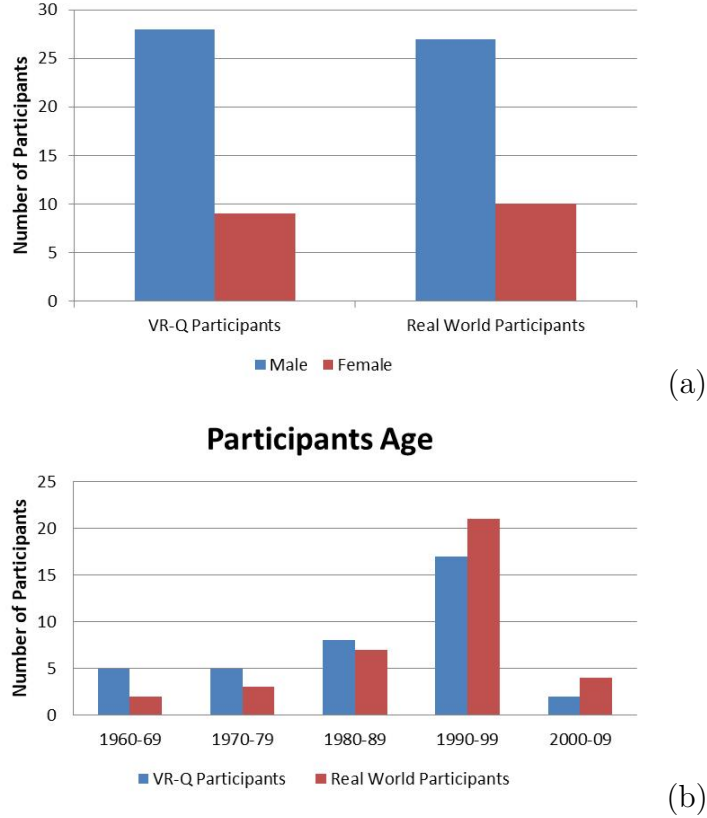 30
25
20
15
10
5
0
Number of Participants
VR-Q Participants Real World Participants
Male Female
(a)
Participants Age
25
20
15
10
5
0
Number of Participants
1960-69 1970-79 1980-89 1990-99 2000-09
VR-Q Participants Real World Participants
(b)